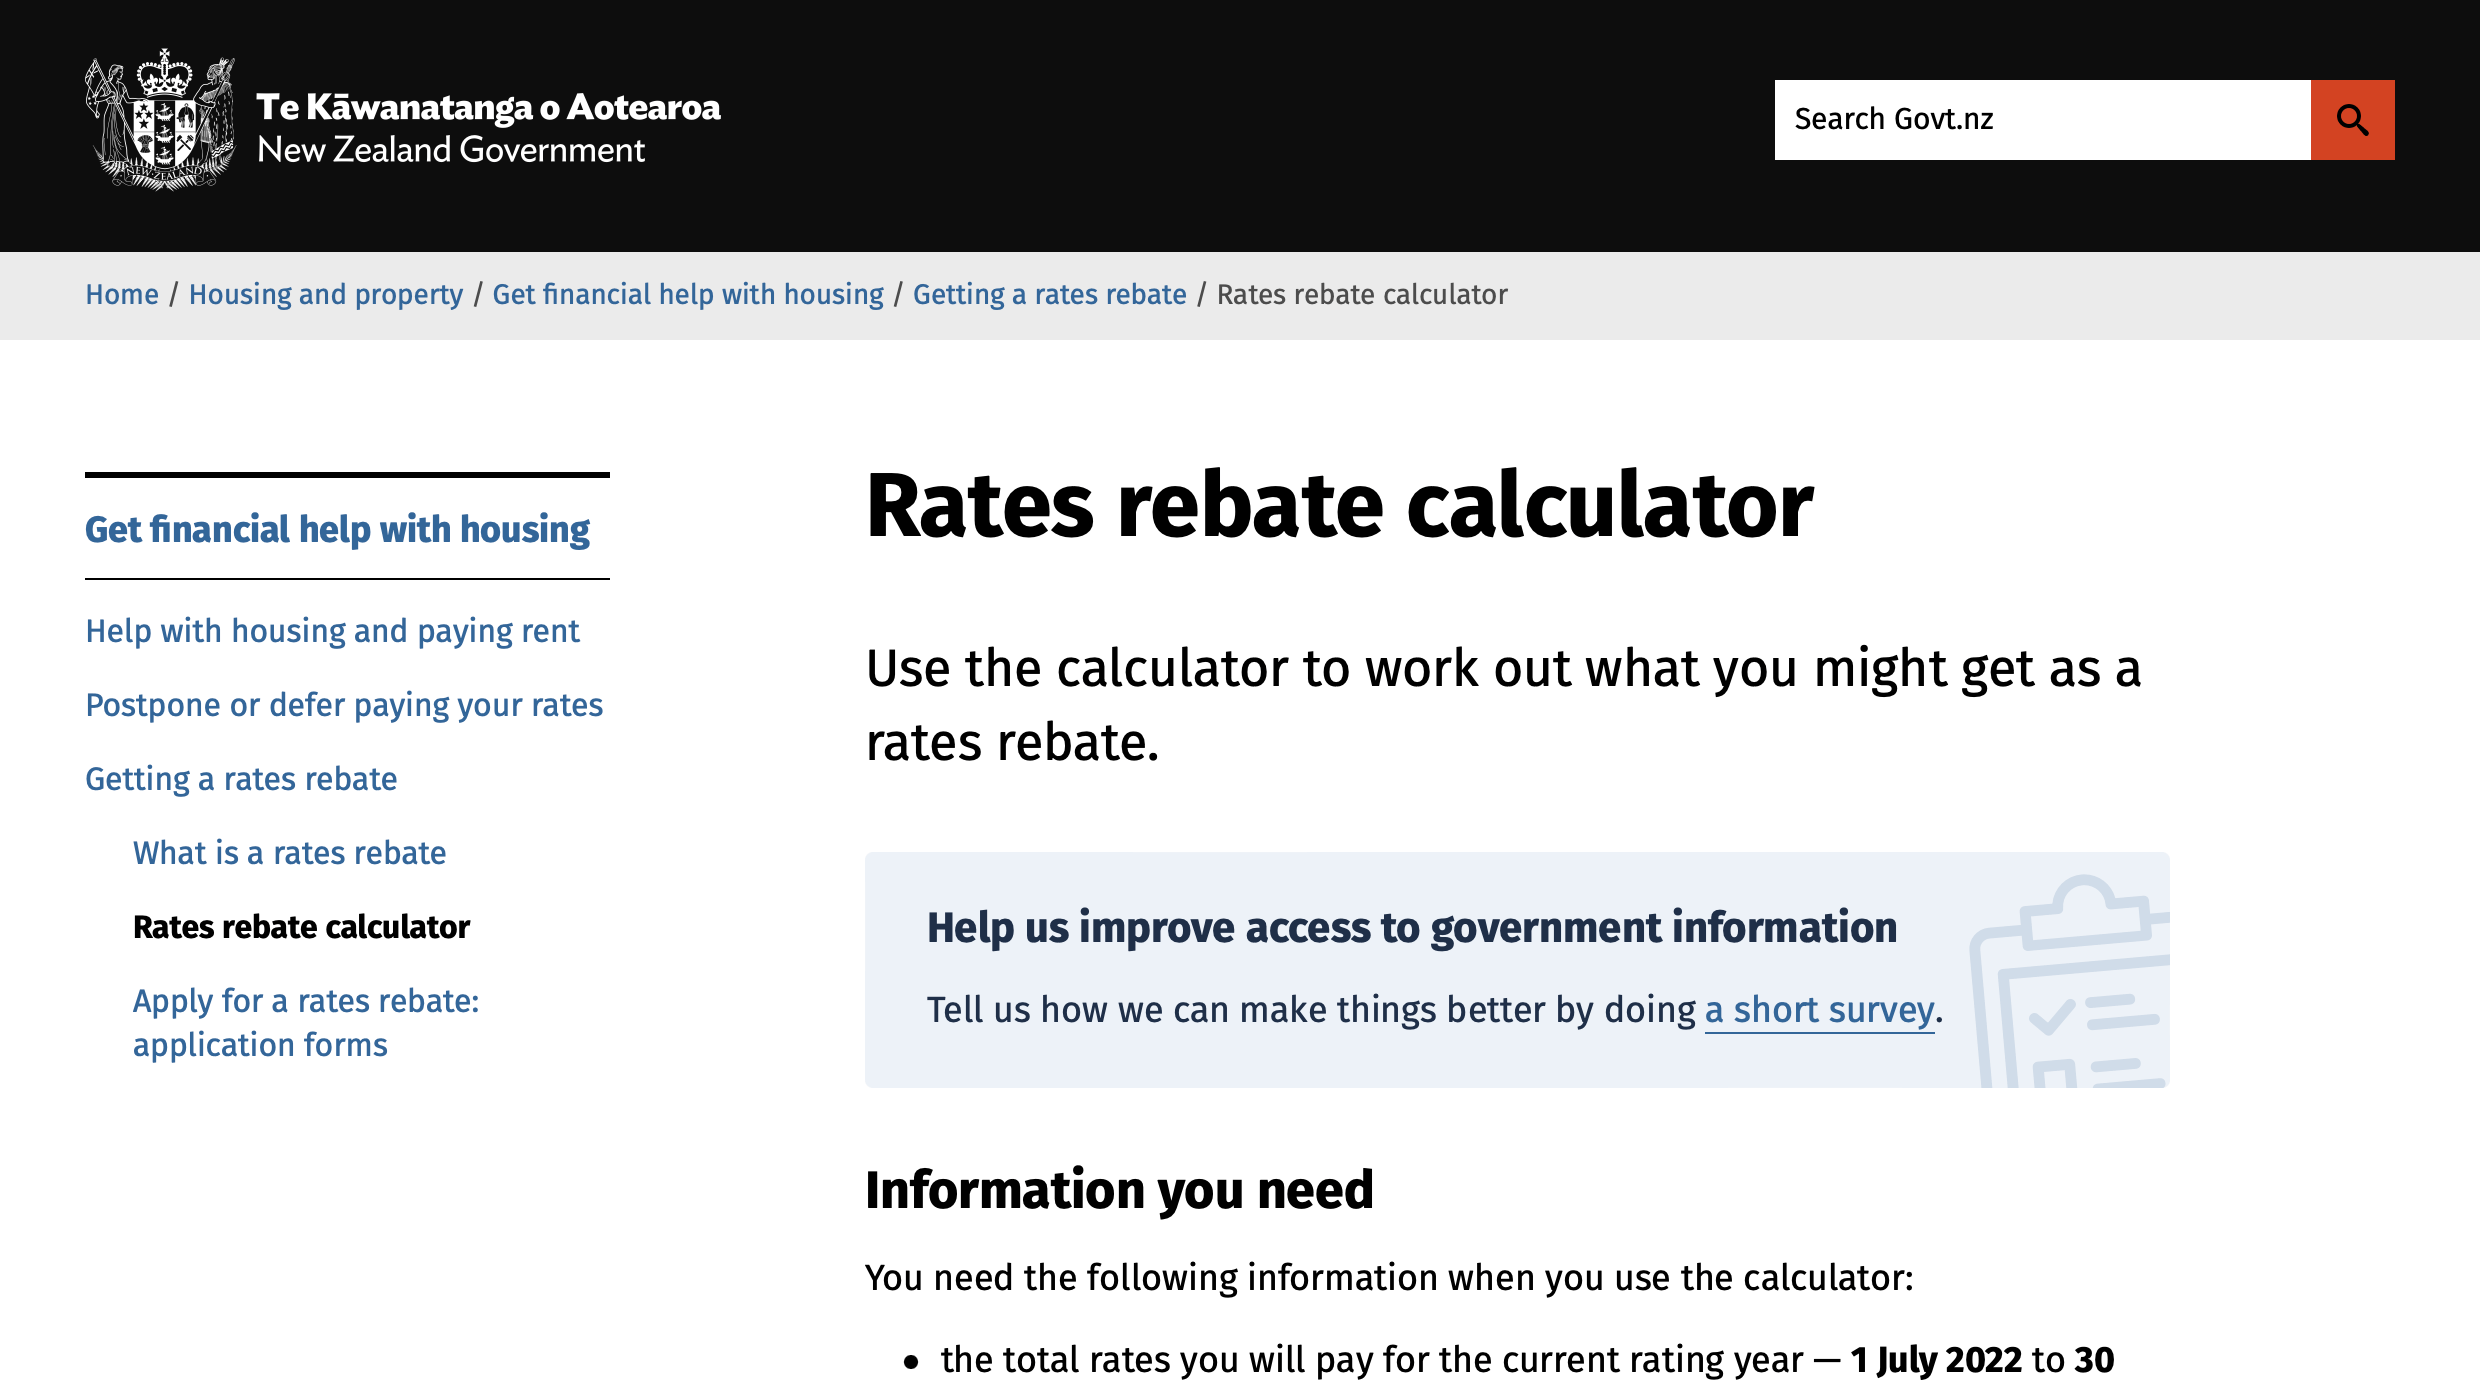 Te Kāwanatanga o Aotearoa
New Zealand Government
NEW ZEALAND
Search Govt.nz
Home / Housing and property / Get financial help with housing / Getting a rates rebate / Rates rebate calculator
Get financial help with housing
Help with housing and paying rent
Postpone or defer paying your rates
Getting a rates rebate
What is a rates rebate
Rates rebate calculator
Apply for a rates rebate:
application forms
Rates rebate calculator
Use the calculator to work out what you might get as a
rates rebate.
Help us improve access to government information
Tell us how we can make things better by doing a short survey.
Information you need
You need the following information when you use the calculator:
• the total rates you will pay for the current rating year — 1 July 2022 to 30